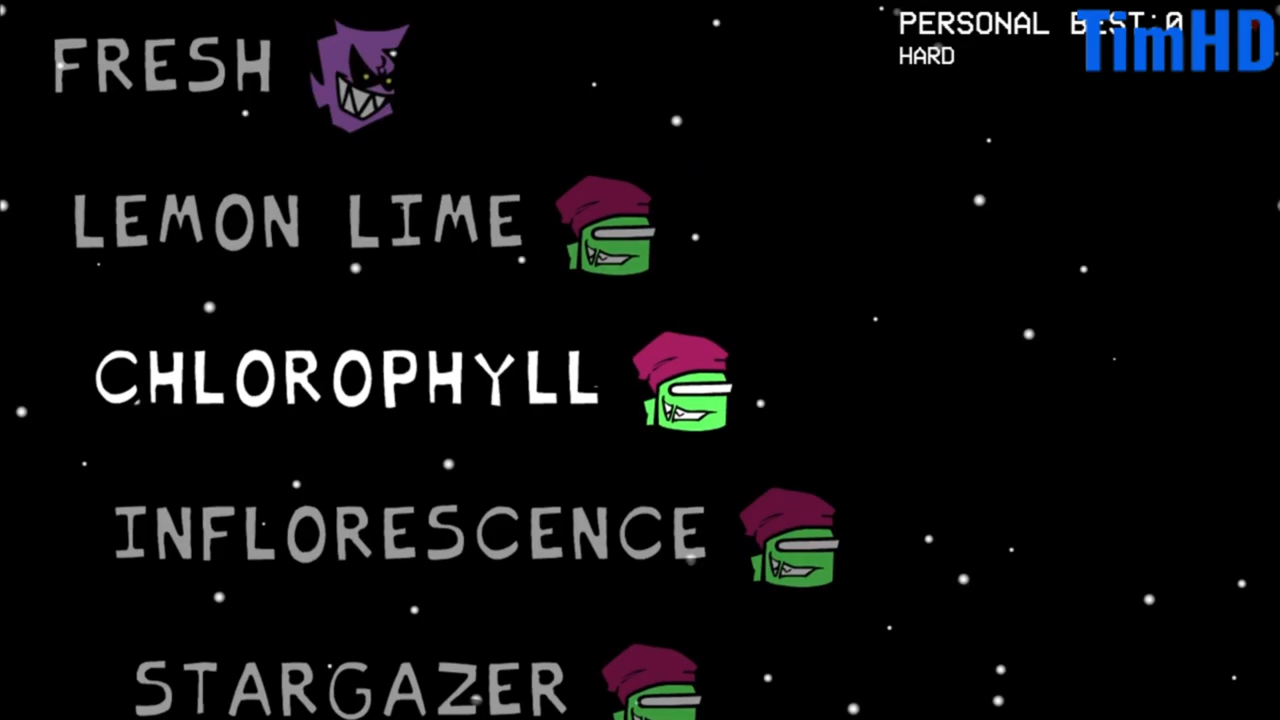 FRESH
PERSONAL BEST:0
HARD
TimHD
LEMON LIME
CHLOROPHYLL
INFLORESCENCE
STARGAZER